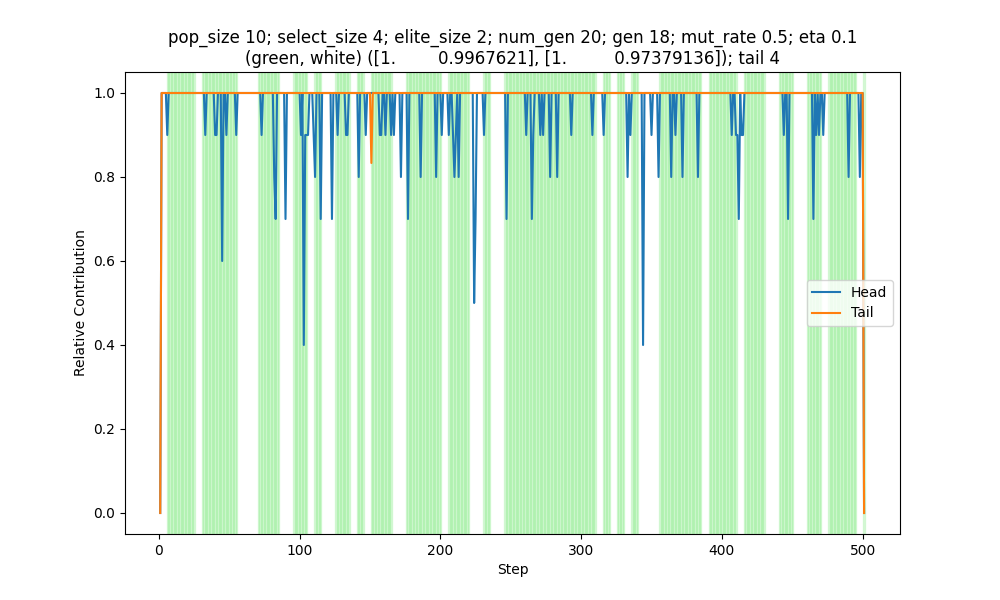 pop_size 10; select_size 4; elite_size 2; num_gen 20; gen 18; mut_rate 0.5; eta 0.1
(green, white) ([1.         0.9967621], [1.          0.97379136]); tail 4
1.0
0.8
0.6
0.4
0.2
0.0
Relative Contribution
Head
Tail
0 100 200 300 400 500
Step